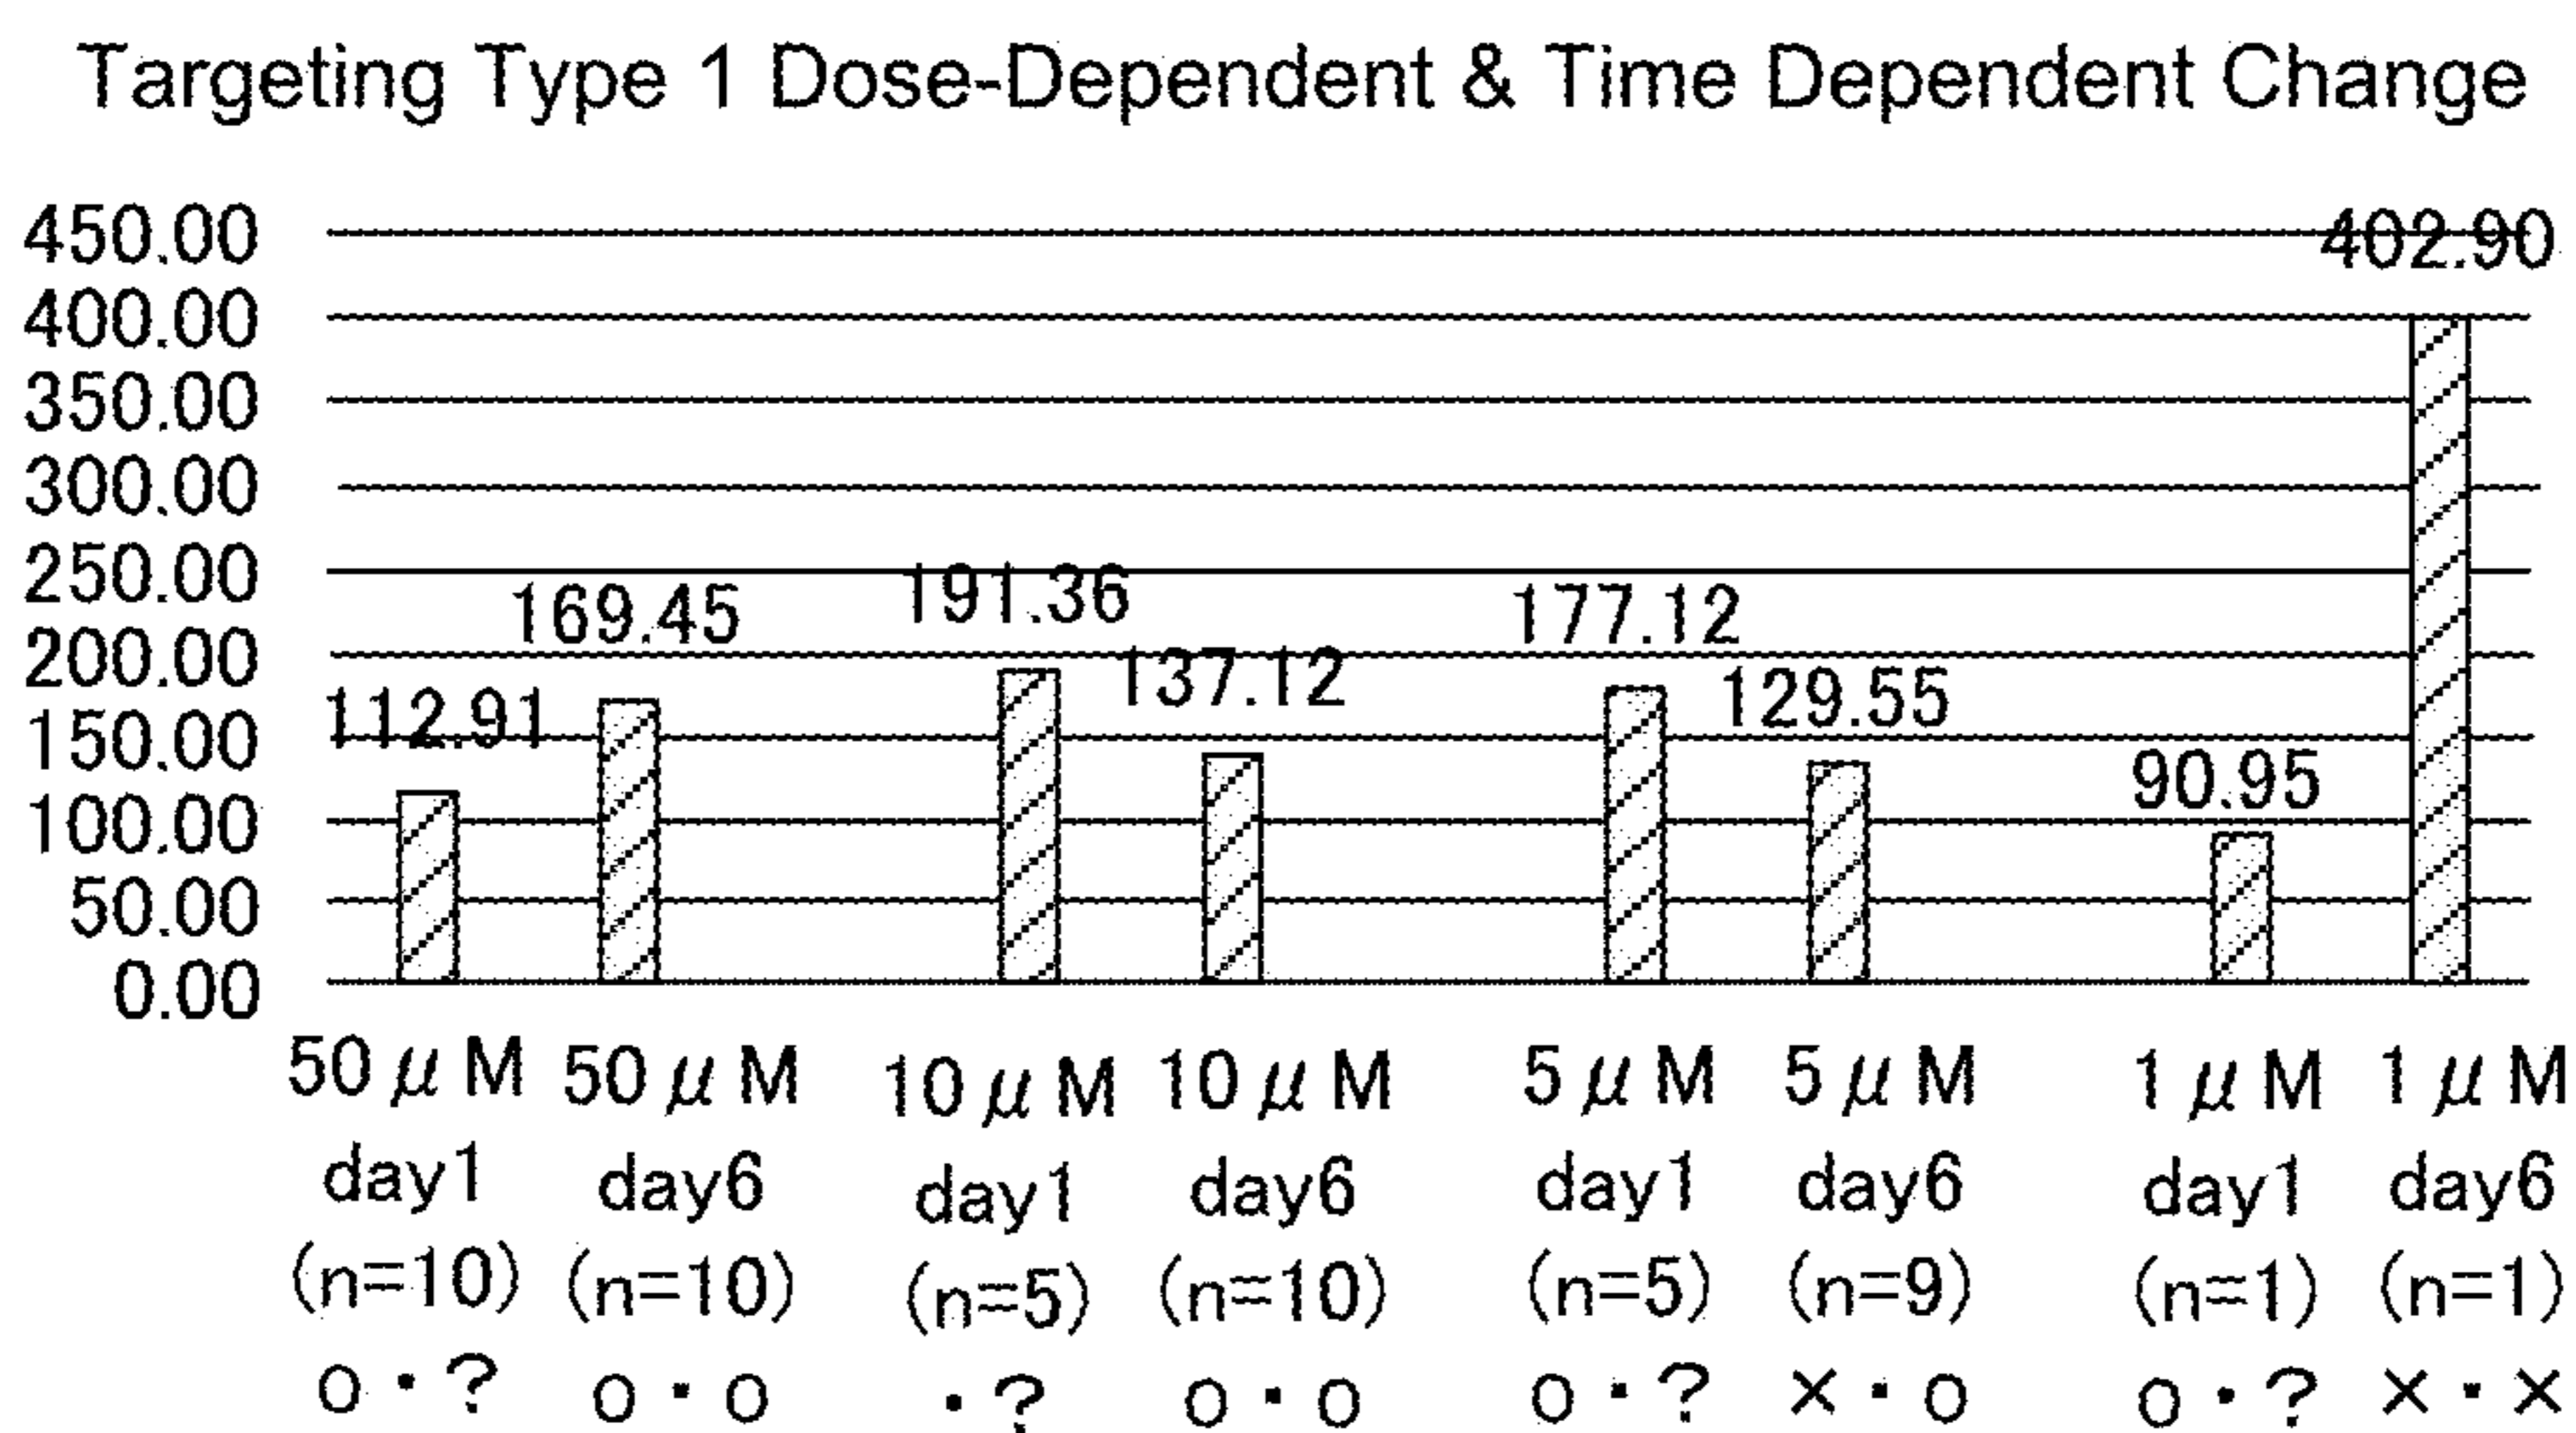 Targeting Type 1 Dose-Dependent & Time Dependent Change
450.00
402.90
400.00
350.00
300.00
250.00
169.45 191.36 177.12
200.00
137.12 129.55
112.91
150.00
90.95
100.00
50.00
0.00
50 μ M 50 μ M 10 μ M 10 μ M 5 μ M 5 μ M 1 μ M 1 μ M
day1 day6 day1 day6 day1 day6 day1 day6
(n=10) (n=10) (n=5) (n=10) (n=5) (n=9) (n=1) (n=1)
o・? o・o ・? o・o o・? ×・o o・? ×・×